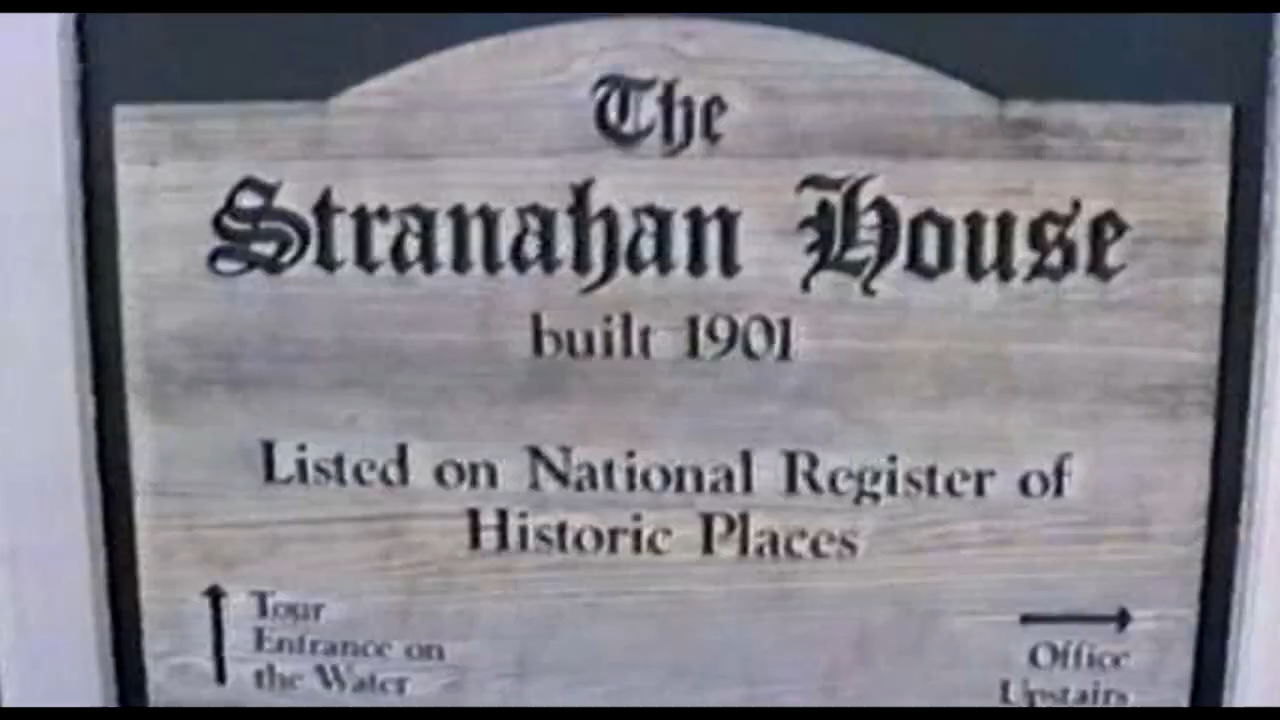 The
Stranahan House
built 1901
Listed on National Register of
Historic Places
Tour
Entrance on
the Water
Office
Upstairs